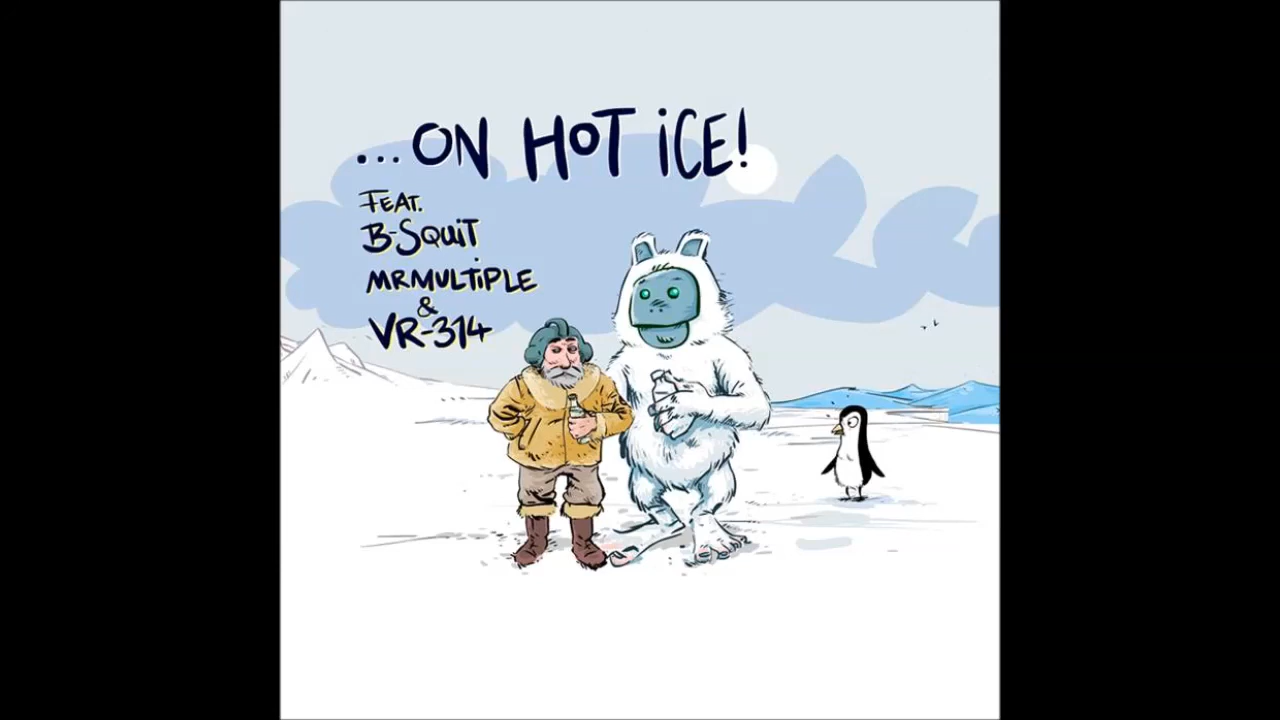 ...ON HOT iCE!
FEAT.
B-SQUiT
MRMULTiPLE
&
VR-314